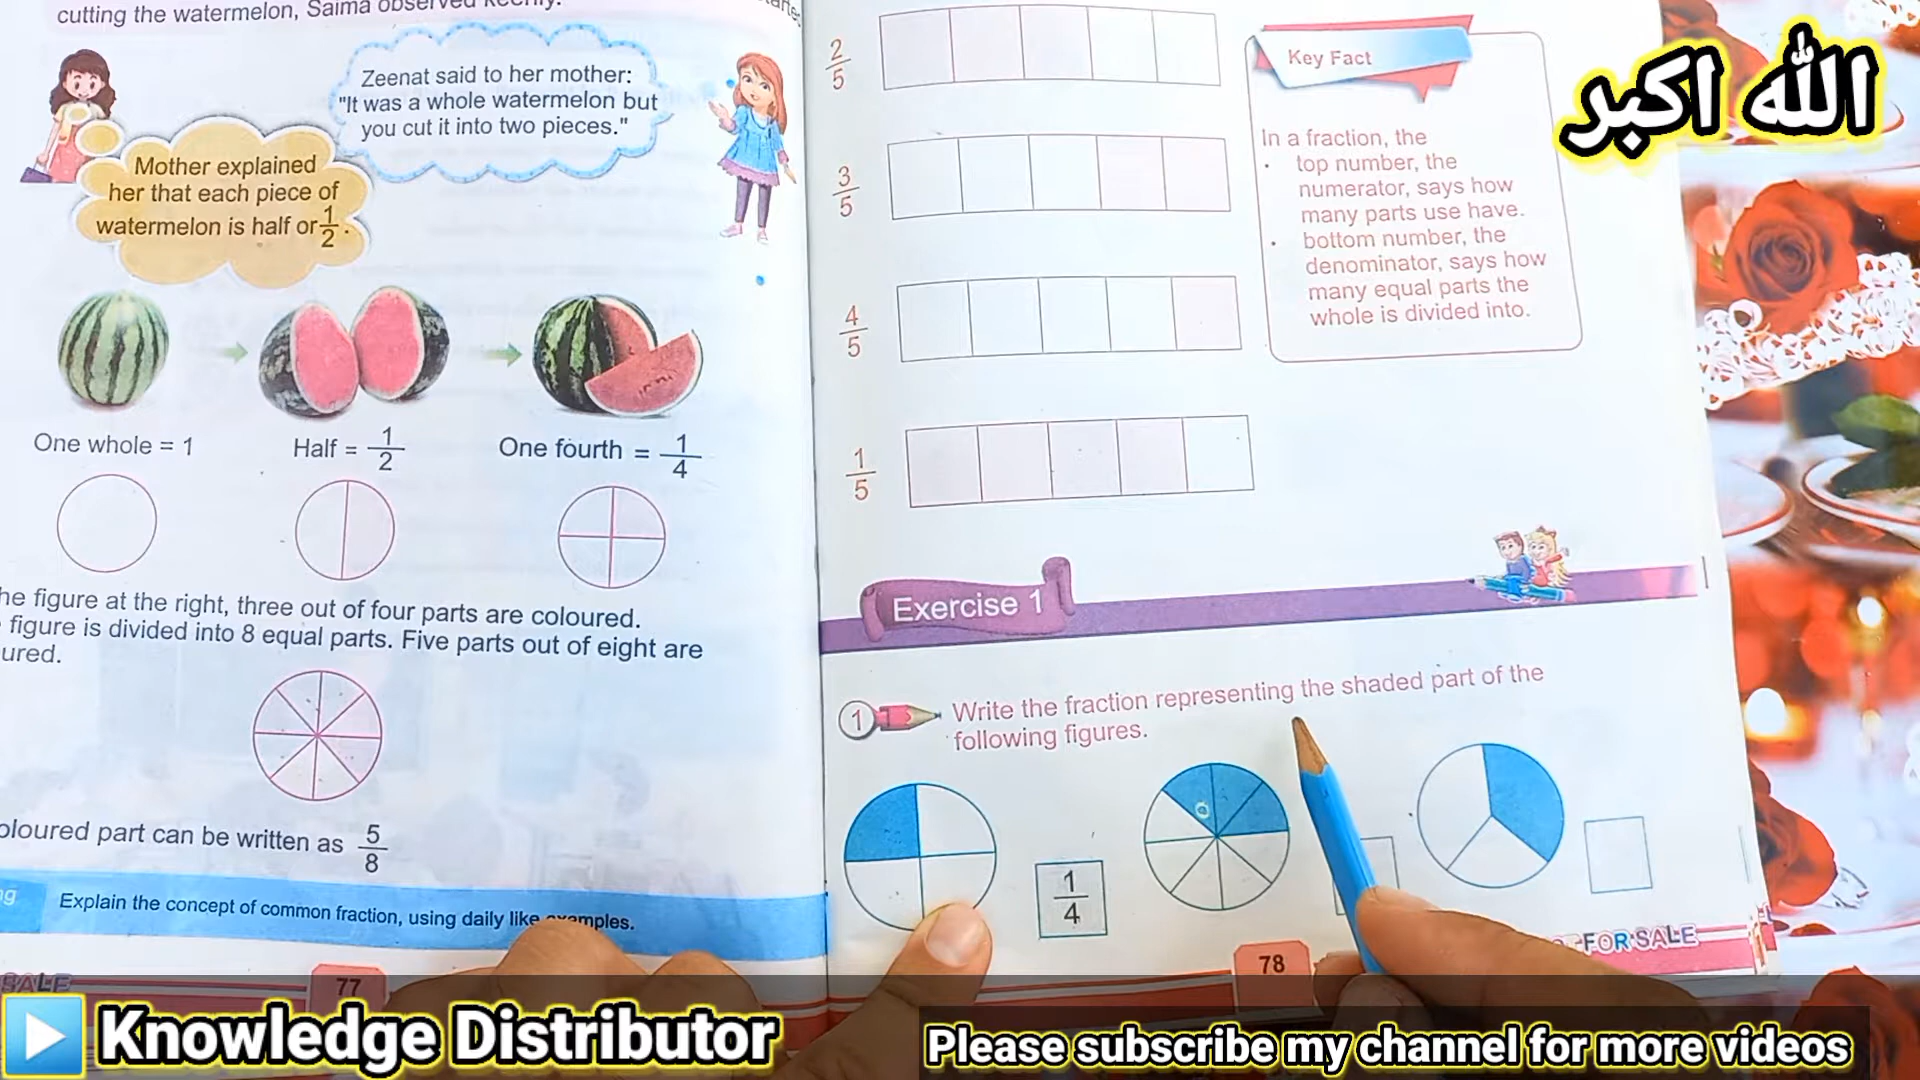 cutting the watermelon, Saima observed keenly.
Zeenat said to her mother:
"It was a whole watermelon but
you cut it into two pieces."
Mother explained
her that each piece of
watermelon is half or 1/2.
One whole = 1
Half = 1/2
One fourth = 1/4
he figure at the right, three out of four parts are coloured.
figure is divided into 8 equal parts. Five parts out of eight are
ured.
oloured part can be written as 5/8
ng
Explain the concept of common fraction, using daily like examples.
SALE
77
2/5
3/5
4/5
1/5
Key Fact
In a fraction, the
· top number, the
numerator, says how
many parts use have.
· bottom number, the
denominator, says how
many equal parts the
whole is divided into.
Exercise 1
1 Write the fraction representing the shaded part of the
following figures.
1/4
78
FOR SALE
الله اكبر
Knowledge Distributor
Please subscribe my channel for more videos